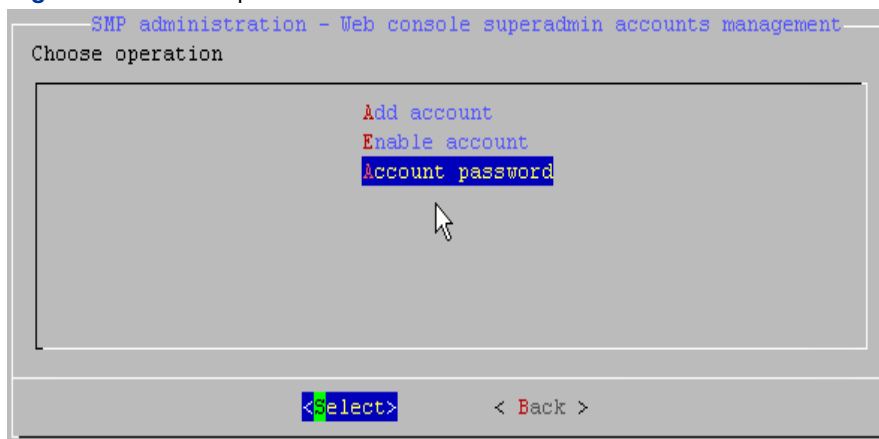 SMP administration - Web console superadmin accounts management
Choose operation
Add account
Enable account
Account password
<Select> < Back >